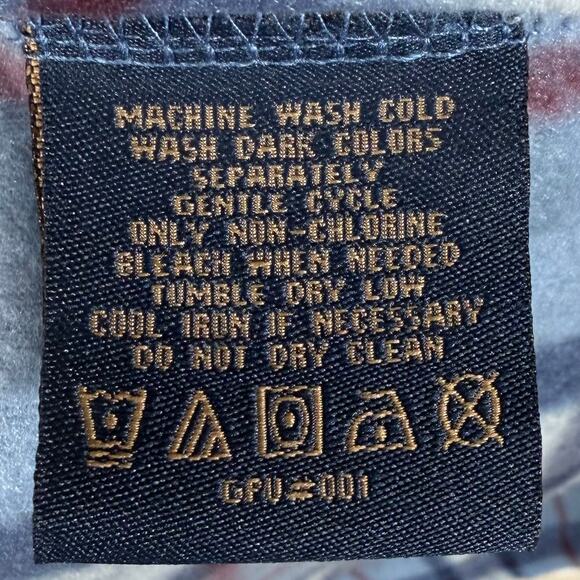 MACHINE WASH COLD
WASH DARK COLORS
SEPARATELY
GENTLE CYCLE
ONLY NON-CHLORINE
BLEACH WHEN NEEDED
TUMBLE DRY LOW
COOL IRON IF NECESSARY
DO NOT DRY CLEAN
GPU#001